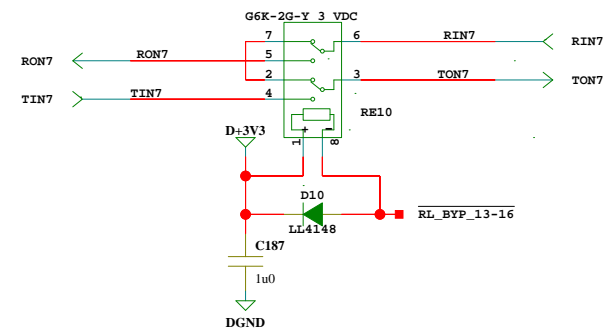 G6K-2G-Y 3 VDC
7
6
RIN7
RIN7
RON7
RON7
5
2
3
TON7
TON7
TIN7
TIN7
4
RE10
+
-
D+3V3
1
8
D10
RL_BYP_13-16
LL4148
C187
1u0
DGND